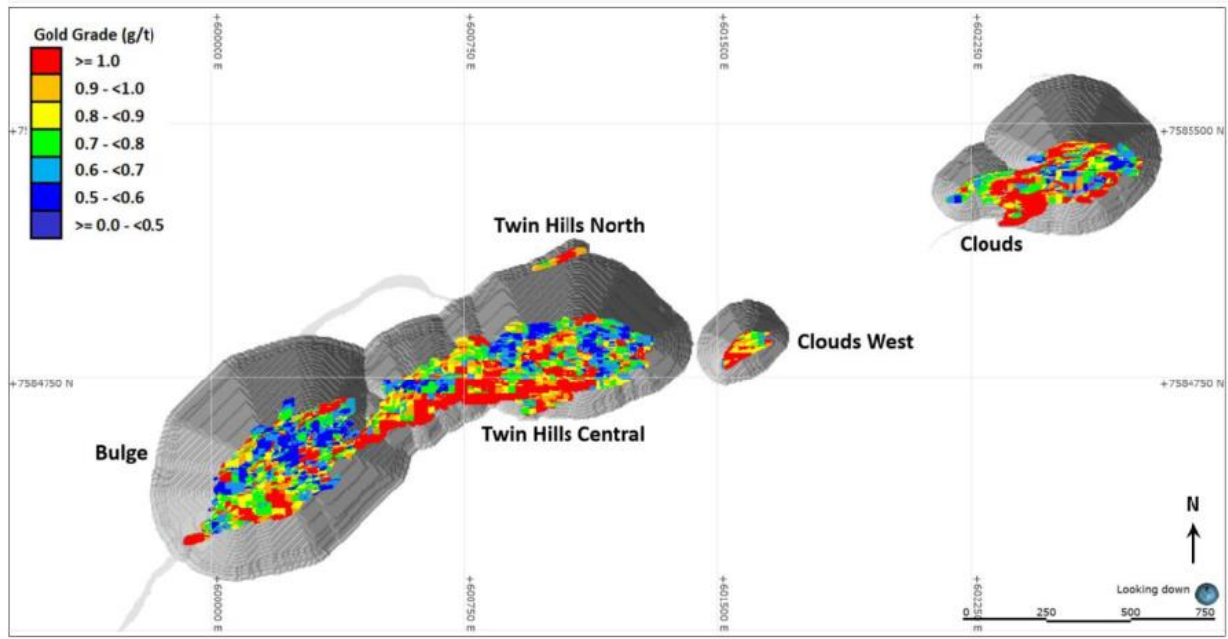 Gold Grade (g/t)
>= 1.0
0.9 - <1.0
0.8 - <0.9
0.7 - <0.8
0.6 - <0.7
0.5 - <0.6
>= 0.0 - <0.5
+600000 m
+600750 m
+601500 m
+602250 m
+75
+7585500 N
Twin Hills North
Clouds
Clouds West
+7584750 N
+7584750 N
Twin Hills Central
Bulge
N
+600000 m
+600750 m
+601500 m
+602250 m
Looking down
0 250 500 750